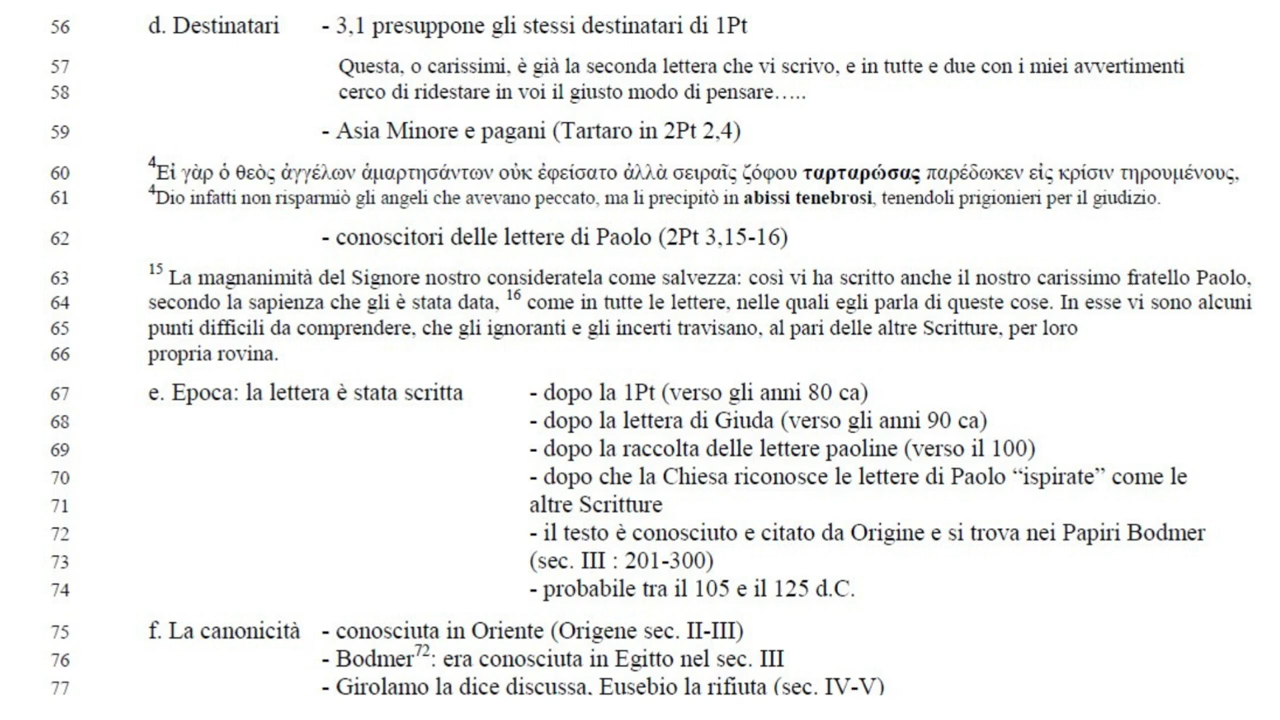 56 d. Destinatari - 3,1 presuppone gli stessi destinatari di 1Pt
57 Questa, o carissimi, è già la seconda lettera che vi scrivo, e in tutte e due con i miei avvertimenti
58 cerco di ridestare in voi il giusto modo di pensare…..
59 - Asia Minore e pagani (Tartaro in 2Pt 2,4)
60 4Εἰ γὰρ ὁ θεὸς ἀγγέλων ἁμαρτησάντων οὐκ ἐφείσατο ἀλλὰ σειραῖς ζόφου ταρταρώσας παρέδωκεν εἰς κρίσιν τηρουμένους,
61 4Dio infatti non risparmiò gli angeli che avevano peccato, ma li precipitò in abissi tenebrosi, tenendoli prigionieri per il giudizio.
62 - conoscitori delle lettere di Paolo (2Pt 3,15-16)
63 15 La magnanimità del Signore nostro consideratela come salvezza: così vi ha scritto anche il nostro carissimo fratello Paolo,
64 secondo la sapienza che gli è stata data, 16 come in tutte le lettere, nelle quali egli parla di queste cose. In esse vi sono alcuni
65 punti difficili da comprendere, che gli ignoranti e gli incerti travisano, al pari delle altre Scritture, per loro
66 propria rovina.
67 e. Epoca: la lettera è stata scritta - dopo la 1Pt (verso gli anni 80 ca)
68 - dopo la lettera di Giuda (verso gli anni 90 ca)
69 - dopo la raccolta delle lettere paoline (verso il 100)
70 - dopo che la Chiesa riconosce le lettere di Paolo “ispirate” come le
71 altre Scritture
72 - il testo è conosciuto e citato da Origine e si trova nei Papiri Bodmer
73 (sec. III : 201-300)
74 - probabile tra il 105 e il 125 d.C.
75 f. La canonicità - conosciuta in Oriente (Origene sec. II-III)
76 - Bodmer72: era conosciuta in Egitto nel sec. III
77 - Girolamo la dice discussa, Eusebio la rifiuta (sec. IV-V)